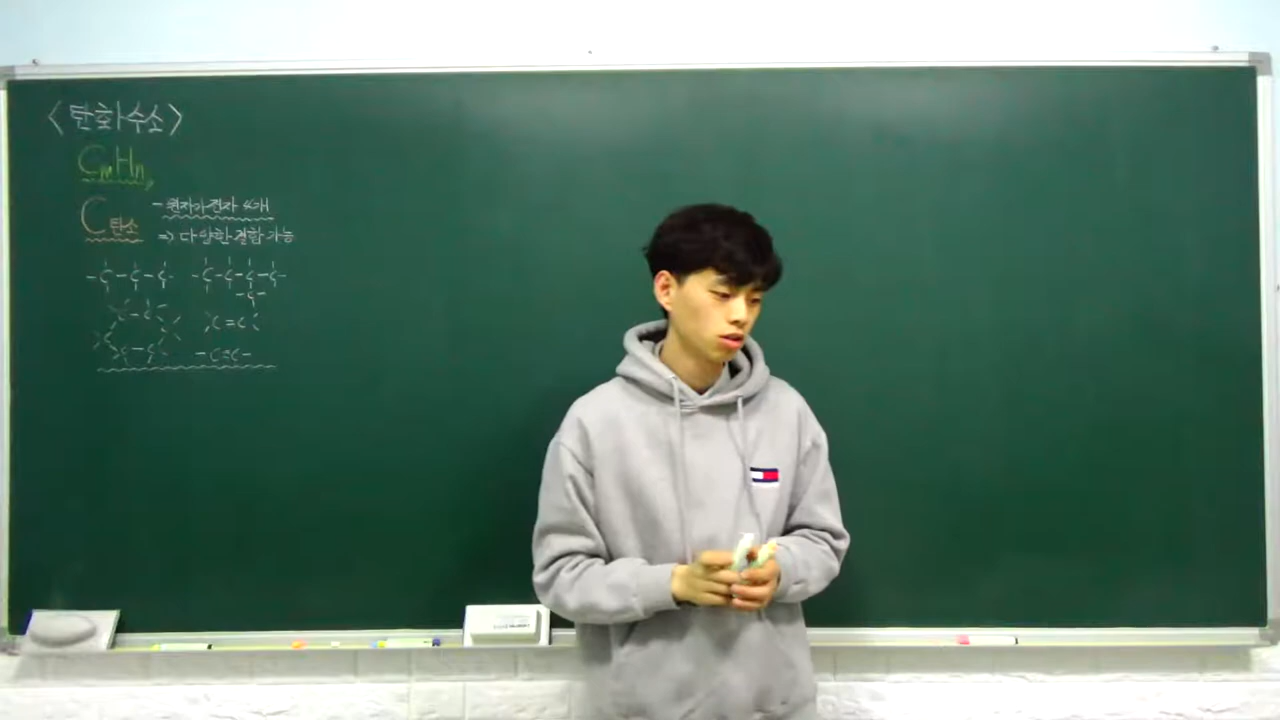 <탄화수소>
CmHn
C 탄소 - 원자가 전자 4개
⇒ 다양한 결합 가능
-C-C-C- -C-C-C-C-
-C-
-C-C- C=C
C C
C-C -C≡C-